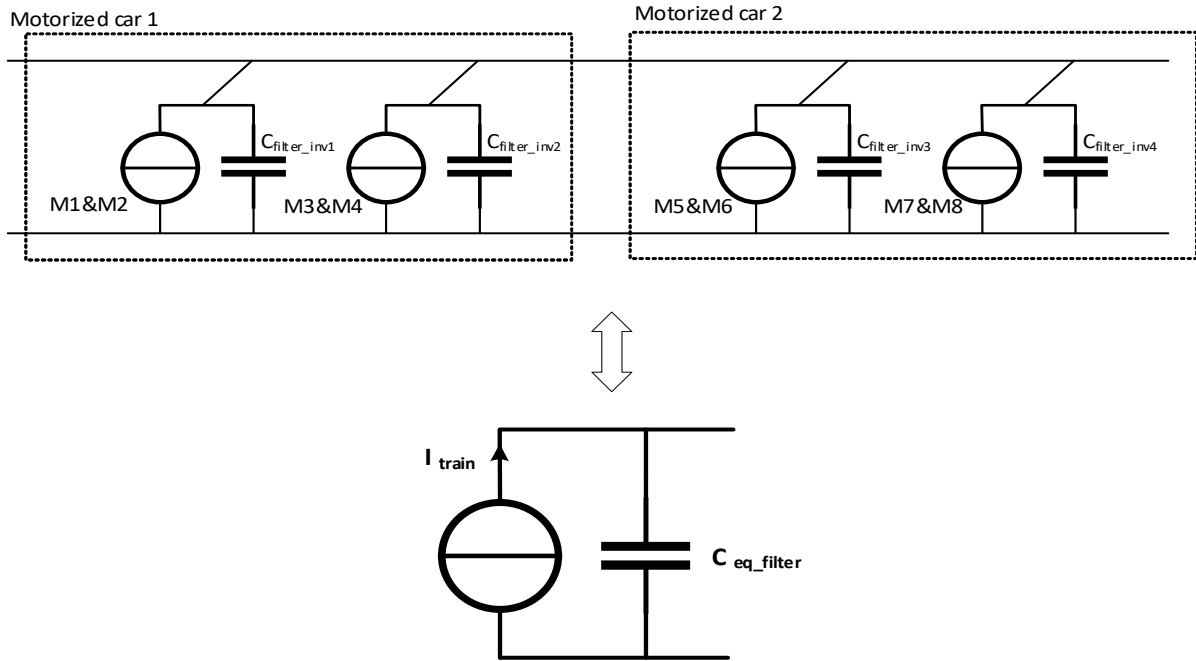 Motorized car 1
Motorized car 2
Cfilter_inv1
Cfilter_inv2
Cfilter_inv3
Cfilter_inv4
M1&M2
M3&M4
M5&M6
M7&M8
I train
C eq_filter